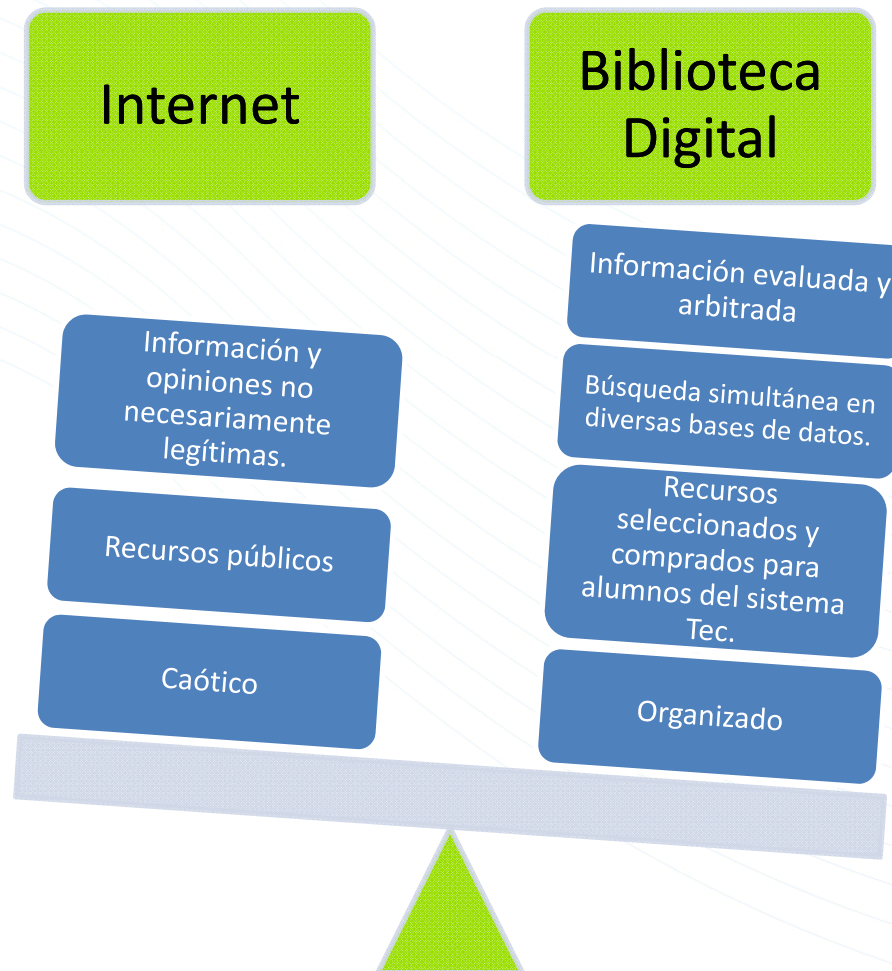 Internet
Biblioteca
Digital
Información y
opiniones no
necesariamente
legítimas.
Recursos públicos
Caótico
Información evaluada y
arbitrada
Búsqueda simultánea en
diversas bases de datos.
Recursos
seleccionados y
comprados para
alumnos del sistema
Tec.
Organizado